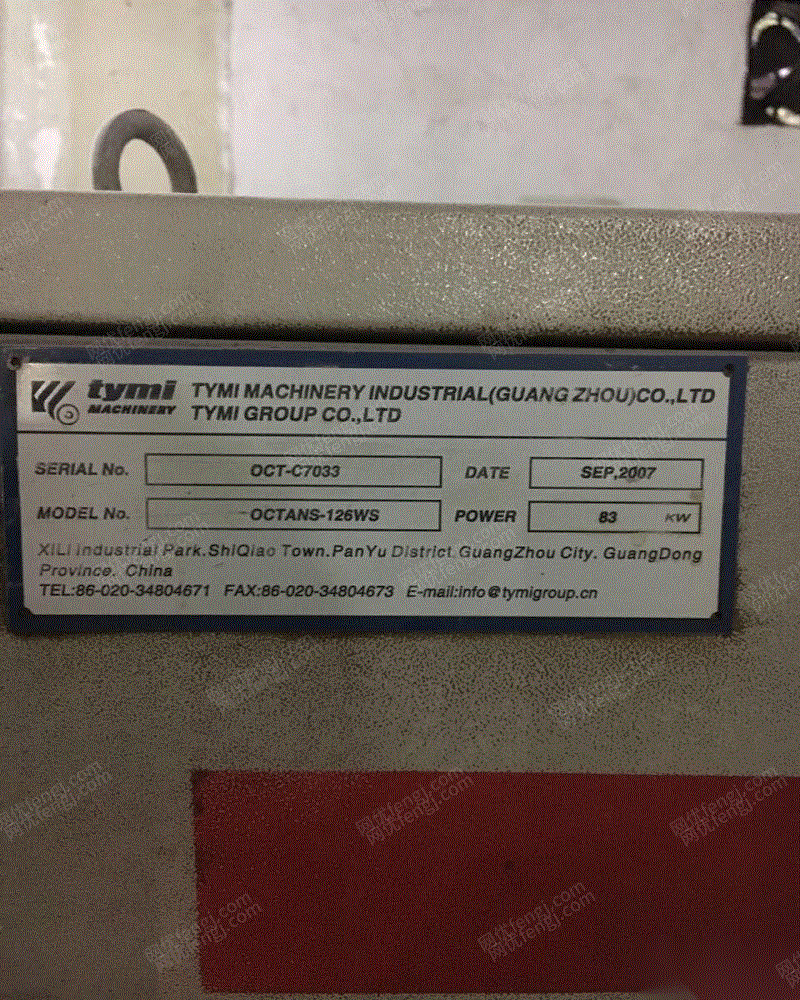 tymi
MACHINERY
TYMI MACHINERY INDUSTRIAL(GUANG ZHOU)CO.,LTD
TYMI GROUP CO.,LTD
SERIAL No. OCT-C7033 DATE SEP,2007
MODEL No. OCTANS-126WS POWER 83 KW
XILI Industrial Park.ShiQiao Town.PanYu District GuangZhou City. GuangDong
Province. China
TEL:86-020-34804671 FAX:86-020-34804673 E-mail:info@tymigroup.cn